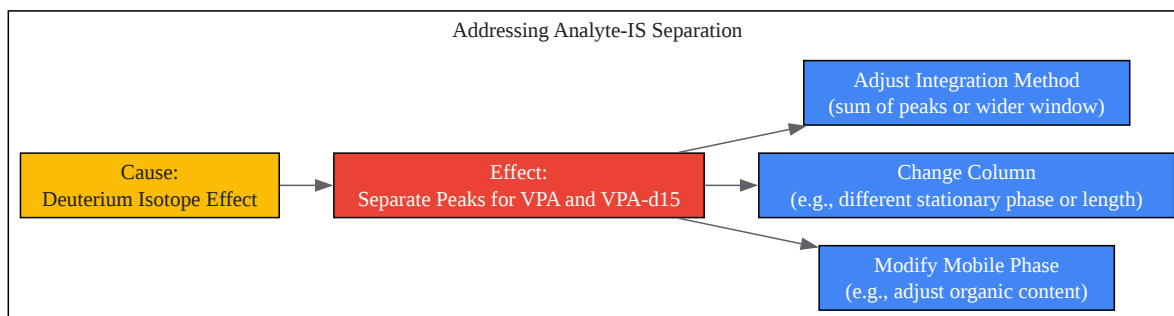 Addressing Analyte-IS Separation
Cause:
Deuterium Isotope Effect
Effect:
Separate Peaks for VPA and VPA-d15
Adjust Integration Method
(sum of peaks or wider window)
Change Column
(e.g., different stationary phase or length)
Modify Mobile Phase
(e.g., adjust organic content)